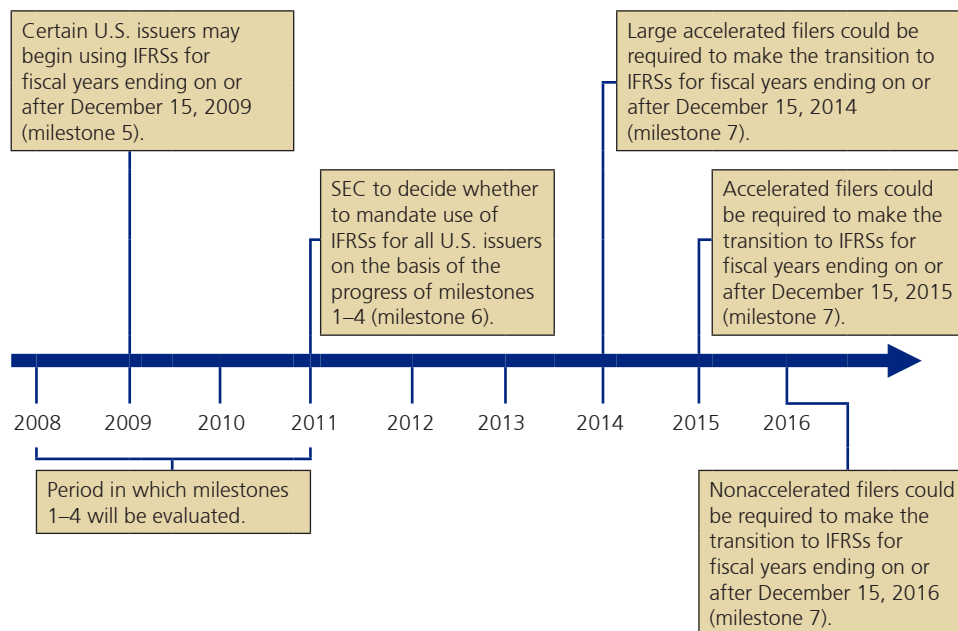 Certain U.S. issuers may
begin using IFRSs for
fiscal years ending on or
after December 15, 2009
(milestone 5).
Large accelerated filers could be
required to make the transition to
IFRSs for fiscal years ending on or
after December 15, 2014
(milestone 7).
SEC to decide whether
to mandate use of
IFRSs for all U.S. issuers
on the basis of the
progress of milestones
1–4 (milestone 6).
Accelerated filers could
be required to make the
transition to IFRSs for
fiscal years ending on or
after December 15, 2015
(milestone 7).
2008 2009 2010 2011 2012 2013 2014 2015 2016
Period in which milestones
1–4 will be evaluated.
Nonaccelerated filers could
be required to make the
transition to IFRSs for
fiscal years ending on or
after December 15, 2016
(milestone 7).